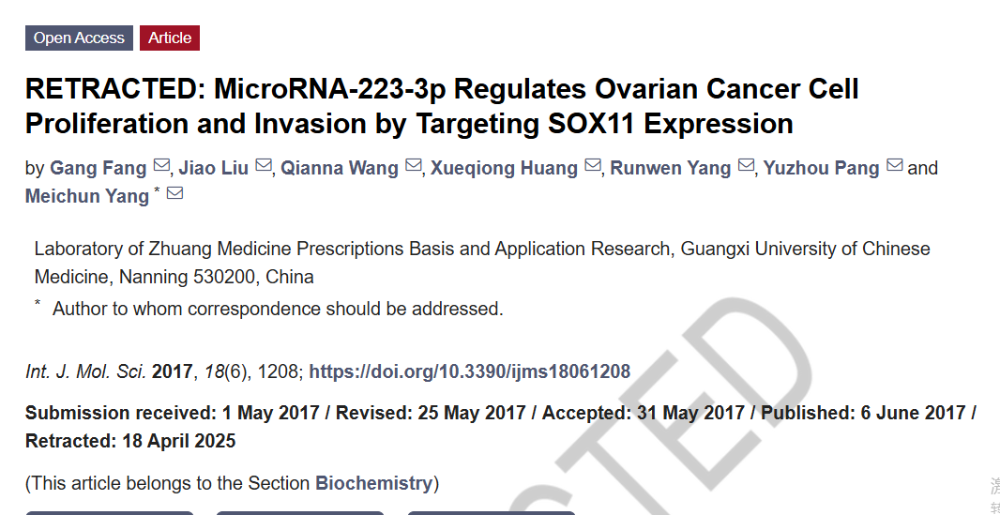 Open Access Article
RETRACTED: MicroRNA-223-3p Regulates Ovarian Cancer Cell
Proliferation and Invasion by Targeting SOX11 Expression
by Gang Fang, Jiao Liu, Qianna Wang, Xueqiong Huang, Runwen Yang, Yuzhou Pang and
Meichun Yang *
Laboratory of Zhuang Medicine Prescriptions Basis and Application Research, Guangxi University of Chinese
Medicine, Nanning 530200, China
* Author to whom correspondence should be addressed.
Int. J. Mol. Sci. 2017, 18(6), 1208; https://doi.org/10.3390/ijms18061208
Submission received: 1 May 2017 / Revised: 25 May 2017 / Accepted: 31 May 2017 / Published: 6 June 2017 /
Retracted: 18 April 2025
(This article belongs to the Section Biochemistry)